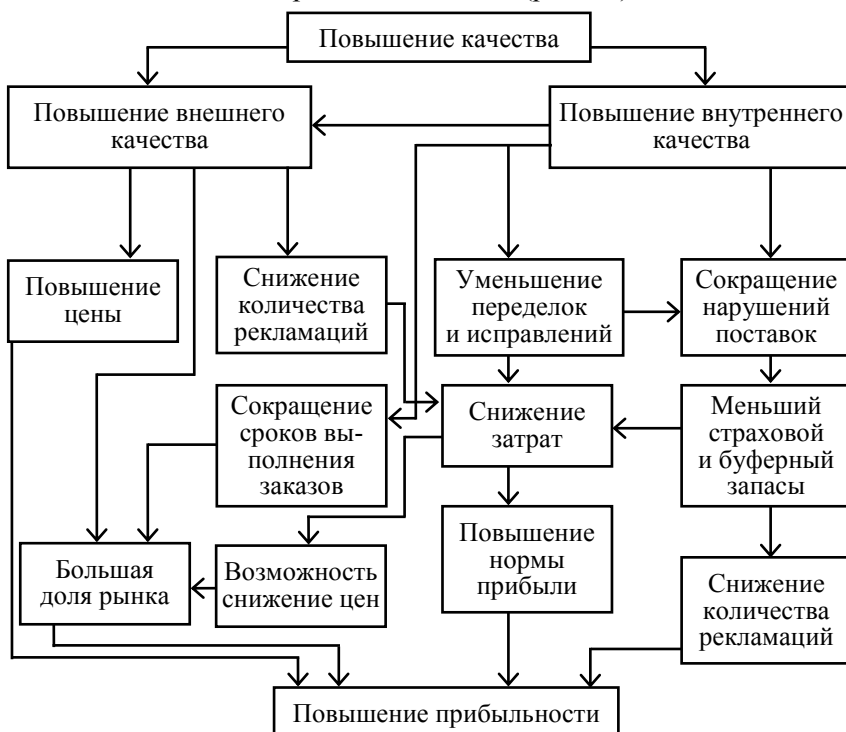 Повышение качества
Повышение внешнего
качества
Повышение внутреннего
качества
Повышение
цены
Снижение
количества
рекламаций
Уменьшение
переделок
и исправлений
Сокращение
нарушений
поставок
Сокращение
сроков вы-
полнения
заказов
Снижение
затрат
Меньший
страховой
и буферный
запасы
Большая
доля рынка
Возможность
снижение цен
Повышение
нормы
прибыли
Снижение
количества
рекламаций
Повышение прибыльности